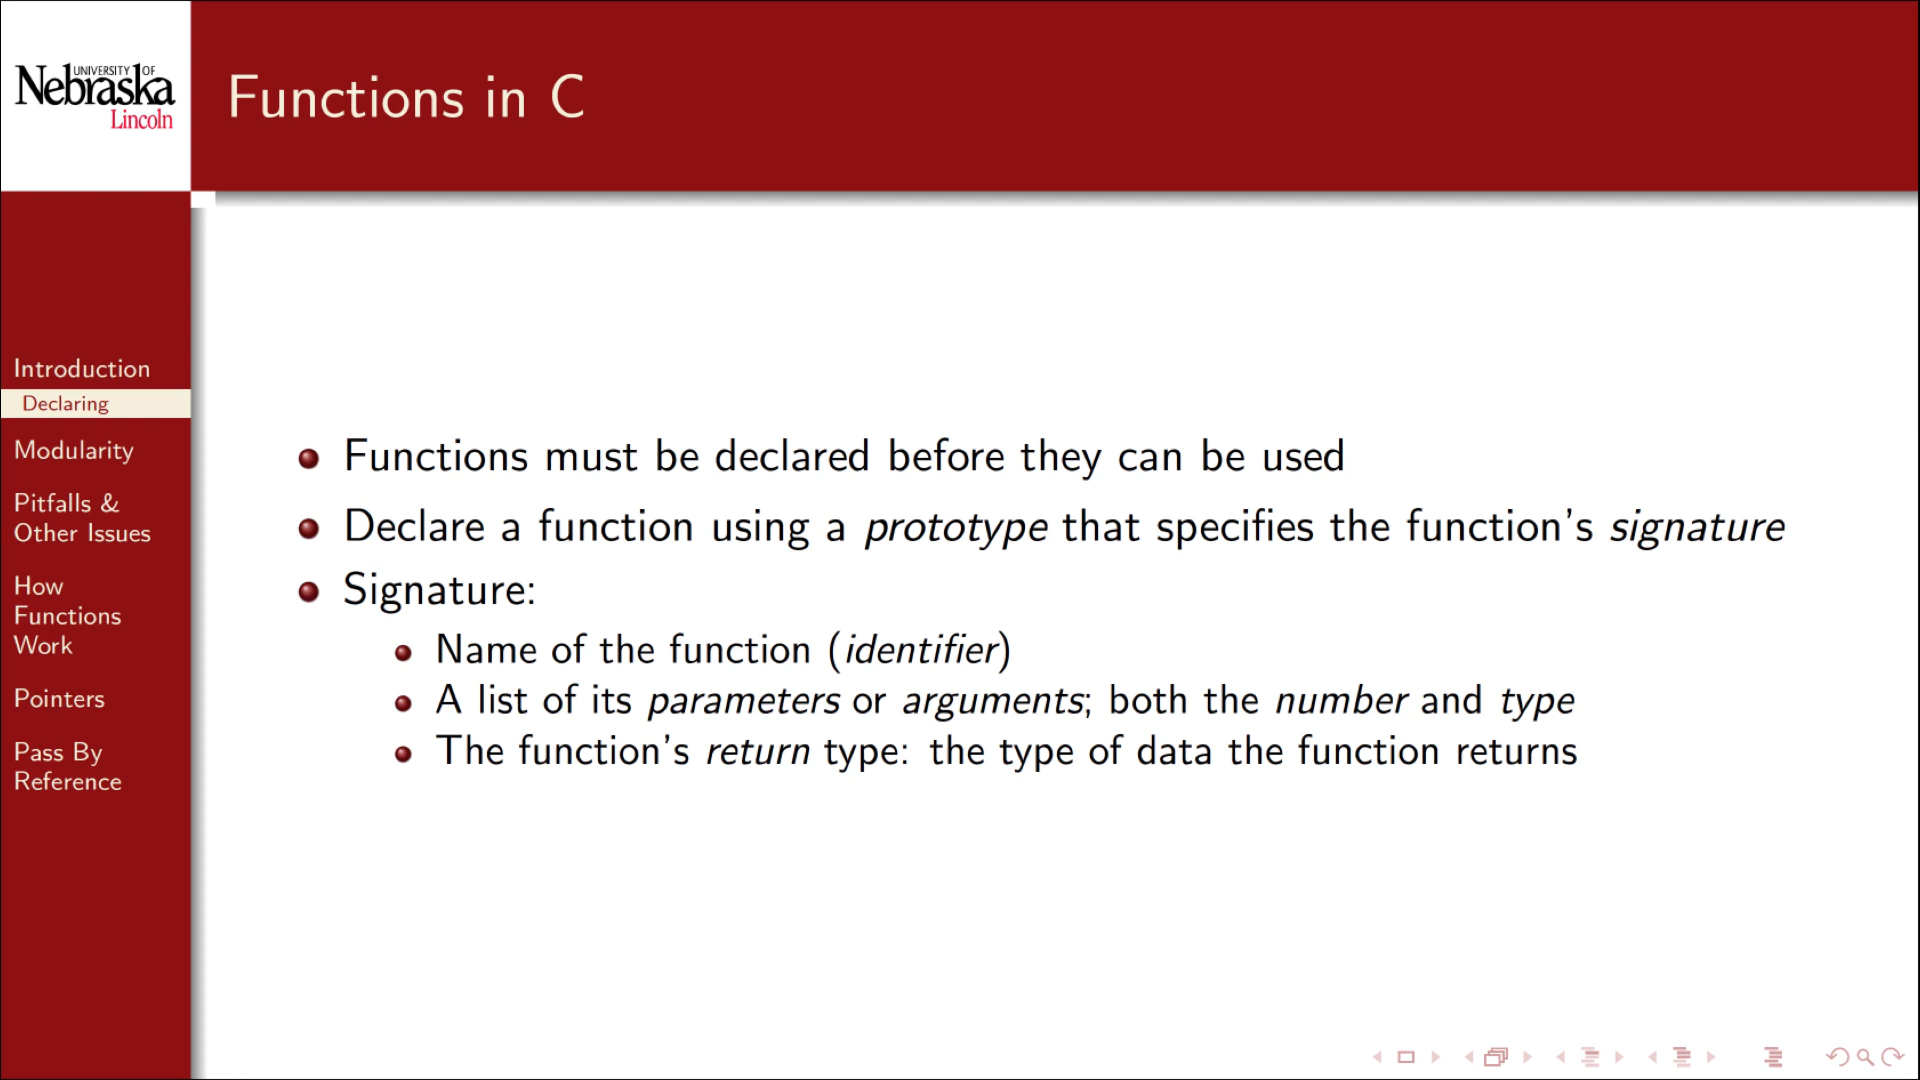 UNIVERSITY OF
Nebraska
Lincoln
Functions in C
Introduction
Declaring
Modularity
Pitfalls &
Other Issues
How
Functions
Work
Pointers
Pass By
Reference
Functions must be declared before they can be used
Declare a function using a prototype that specifies the function's signature
Signature:
Name of the function (identifier)
A list of its parameters or arguments; both the number and type
The function's return type: the type of data the function returns